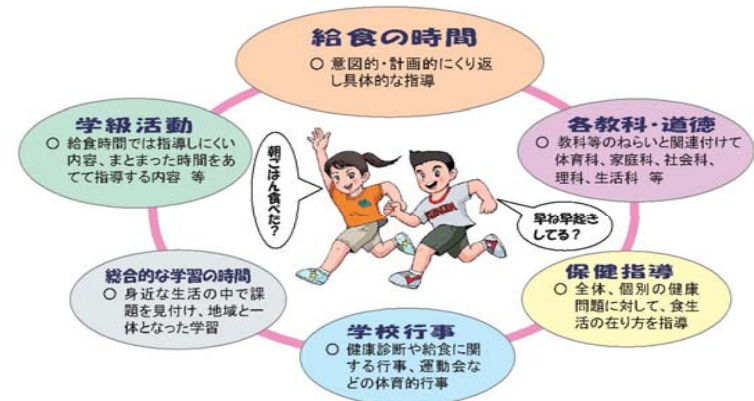 給食の時間
○ 意図的・計画的にくり返
し具体的な指導
学級活動
○ 給食時間では指導しにくい
内容、まとまった時間をあ
てて指導する内容 等
各教科・道徳
○ 教科等のねらいと関連付けて
体育科、家庭科、社会科、
理科、生活科 等
朝ごはん食べた?
早ね早起き
してる?
総合的な学習の時間
○ 身近な生活の中で課
題を見付け、地域と一
体となった学習
保健指導
○ 全体、個別の健康
問題に対して、食生
活の在り方を指導
学校行事
○ 健康診断や給食に関
する行事、運動会な
どの体育的行事